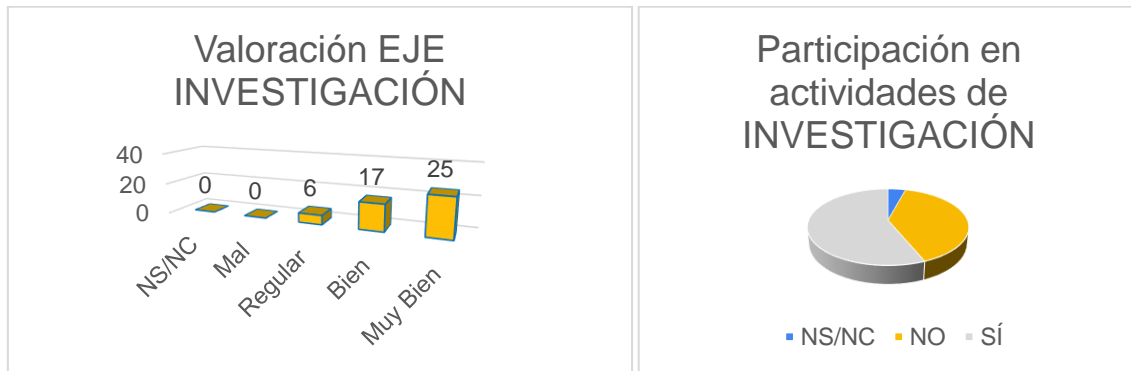 Valoración EJE
INVESTIGACIÓN
40
20
0
0
0
6
17
25
NS/NC
Mal
Regular
Bien
Muy Bien
Participación en
actividades de
INVESTIGACIÓN
NS/NC NO SÍ